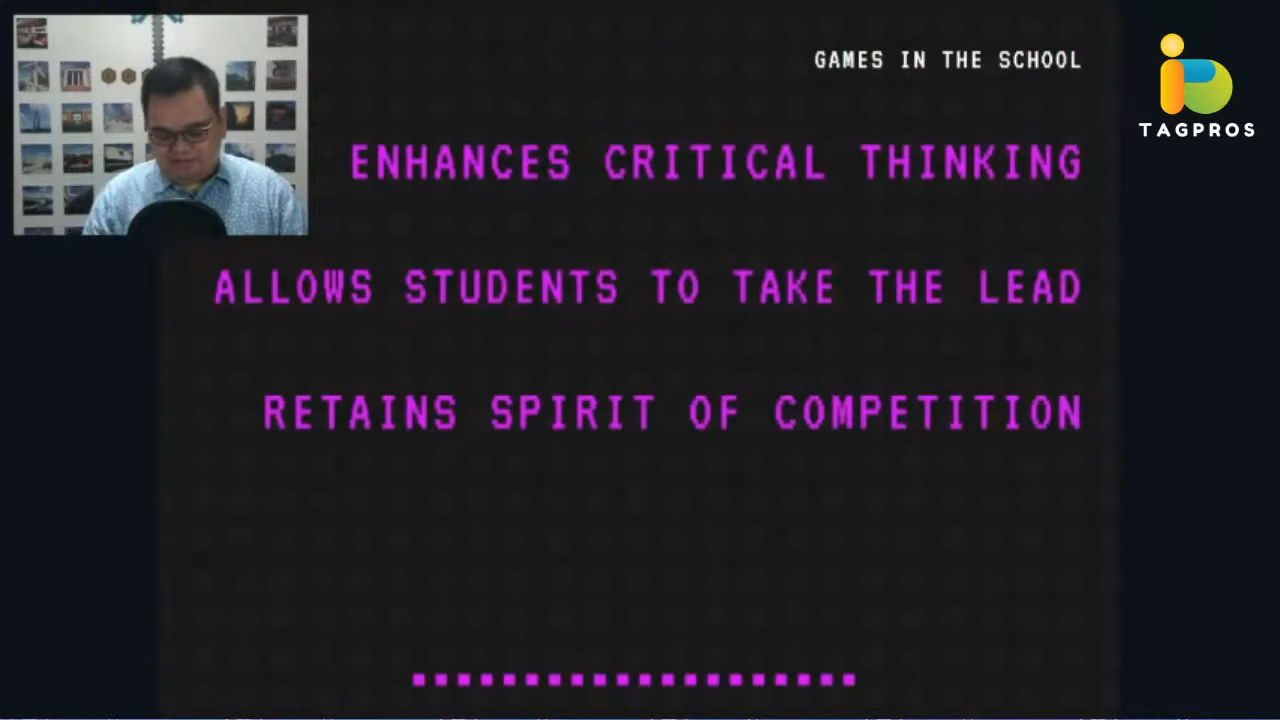 GAMES IN THE SCHOOL
TAGPROS
ENHANCES CRITICAL THINKING
ALLOWS STUDENTS TO TAKE THE LEAD
RETAINS SPIRIT OF COMPETITION